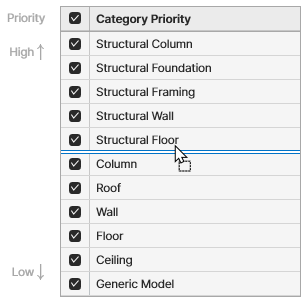 Priority Category Priority
High Structural Column
Structural Foundation
Structural Framing
Structural Wall
Structural Floor
Column
Roof
Wall
Floor
Low Ceiling
Generic Model